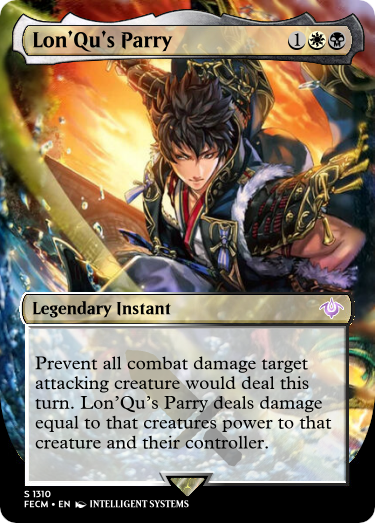 Lon'Qu's Parry 1
Legendary Instant
Prevent all combat damage target
attacking creature would deal this
turn. Lon'Qu's Parry deals damage
equal to that creatures power to that
creature and their controller.
S 1310
FECM • EN INTELLIGENT SYSTEMS